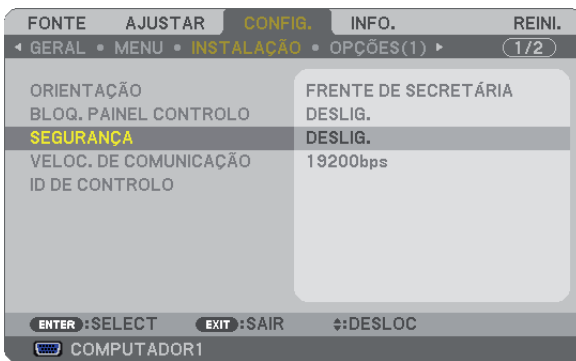 FONTE AJUSTAR CONFIG. INFO. REINI.
◂ GERAL • MENU • INSTALAÇÃO • OPÇÕES(1) ▸ 1/2
ORIENTAÇÃO FRENTE DE SECRETÁRIA
BLOQ. PAINEL CONTROLO DESLIG.
SEGURANÇA DESLIG.
VELOC. DE COMUNICAÇÃO 19200bps
ID DE CONTROLO
ENTER :SELECT EXIT :SAIR ♦:DESLOC
COMPUTADOR1